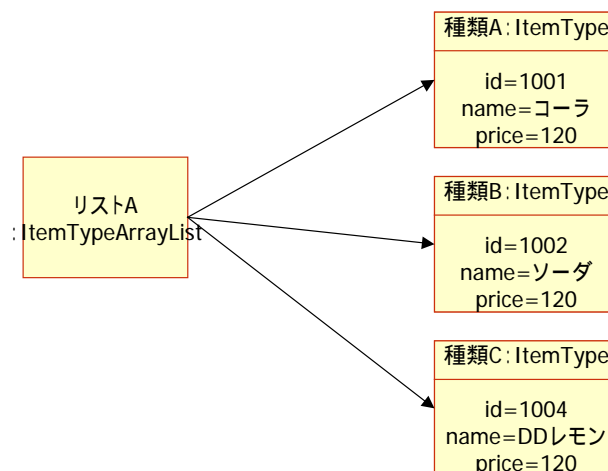 種類A:ItemType
id=1001
name=コーラ
price=120
リストA
:ItemTypeArrayList
種類B:ItemType
id=1002
name=ソーダ
price=120
種類C:ItemType
id=1004
name=DDレモン
price=120